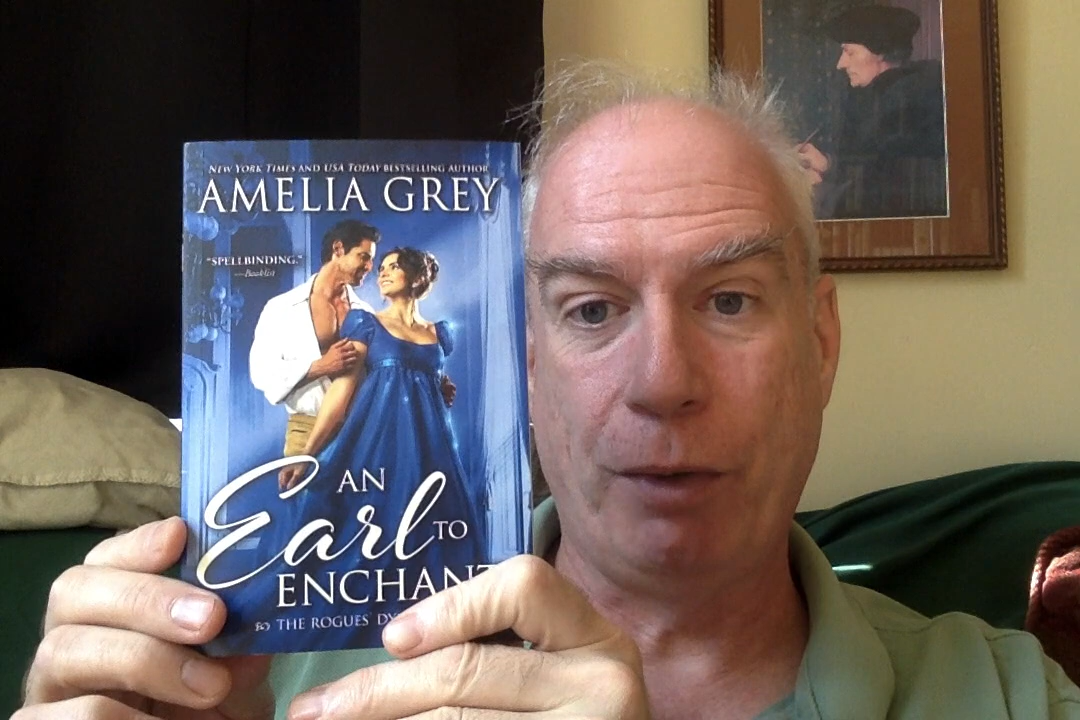 NEW YORK TIMES AND USA TODAY BESTSELLING AUTHOR
AMELIA GREY
"SPELLBINDING."
—Booklist
AN
Earl TO
ENCHANT
THE ROGUES'